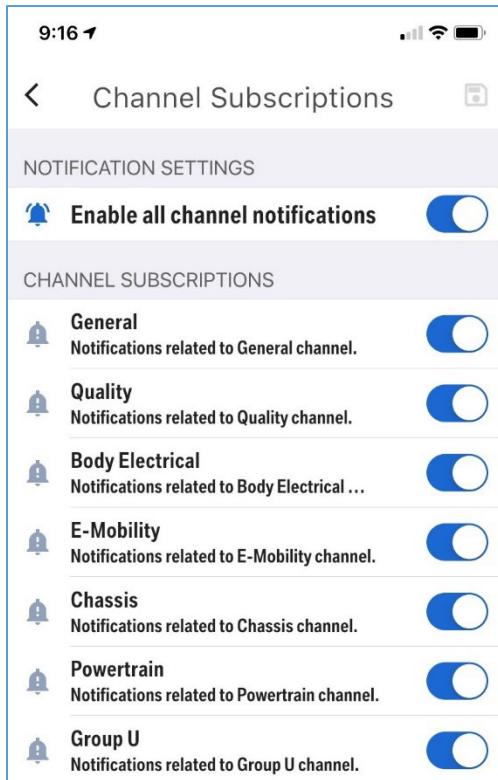 9:16
Channel Subscriptions
NOTIFICATION SETTINGS
Enable all channel notifications
CHANNEL SUBSCRIPTIONS
General
Notifications related to General channel.
Quality
Notifications related to Quality channel.
Body Electrical
Notifications related to Body Electrical ...
E-Mobility
Notifications related to E-Mobility channel.
Chassis
Notifications related to Chassis channel.
Powertrain
Notifications related to Powertrain channel.
Group U
Notifications related to Group U channel.